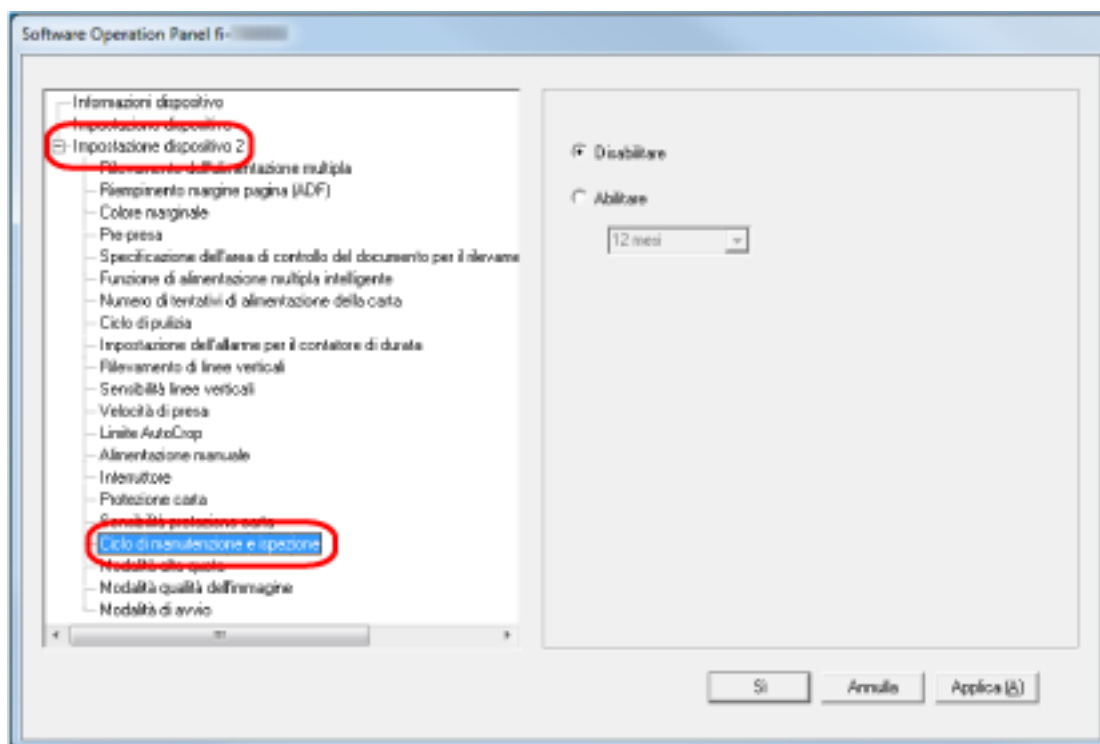 Software Operation Panel fi-
Informazioni dispositivo
Impostazione dispositivo
Impostazione dispositivo 2
Rilevamento dell'alimentazione multipla
Riempimento margine pagina (ADF)
Colore marginale
Pre-presa
Specificazione dell'area di controllo del documento per il rilevame
Funzione di alimentazione multipla intelligente
Numero di tentativi di alimentazione della carta
Ciclo di pulizia
Impostazione dell'allarme per il contatore di durata
Rilevamento di linee verticali
Sensibilità linee verticali
Velocità di presa
Limite AutoCrop
Alimentazione manuale
Interruttore
Protezione carta
Sensibilità protezione carta
Ciclo di manutenzione e ispezione
Modalità alta quota
Modalità qualità dell'immagine
Modalità di avvio
Disabilitare
Abilitare
12 mesi
Sì
Annulla
Applica (A)